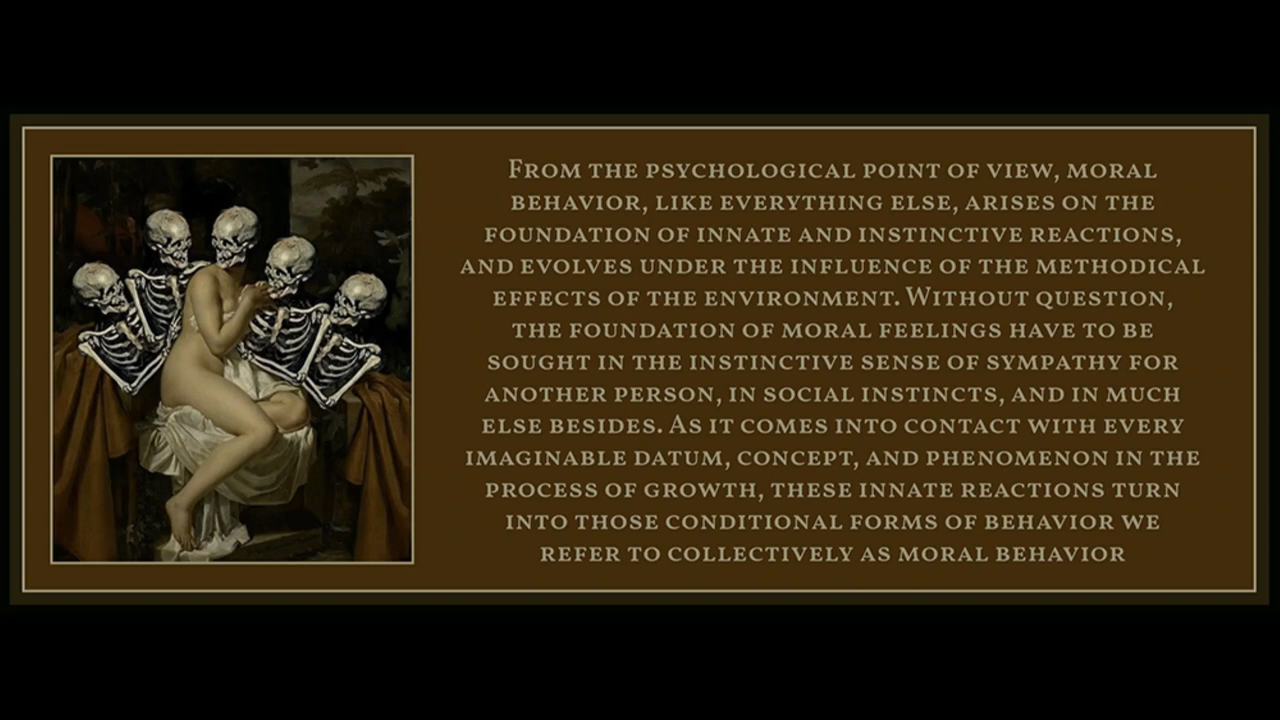 From the psychological point of view, moral
behavior, like everything else, arises on the
foundation of innate and instinctive reactions,
and evolves under the influence of the methodical
effects of the environment. Without question,
the foundation of moral feelings have to be
sought in the instinctive sense of sympathy for
another person, in social instincts, and in much
else besides. As it comes into contact with every
imaginable datum, concept, and phenomenon in the
process of growth, these innate reactions turn
into those conditional forms of behavior we
refer to collectively as moral behavior